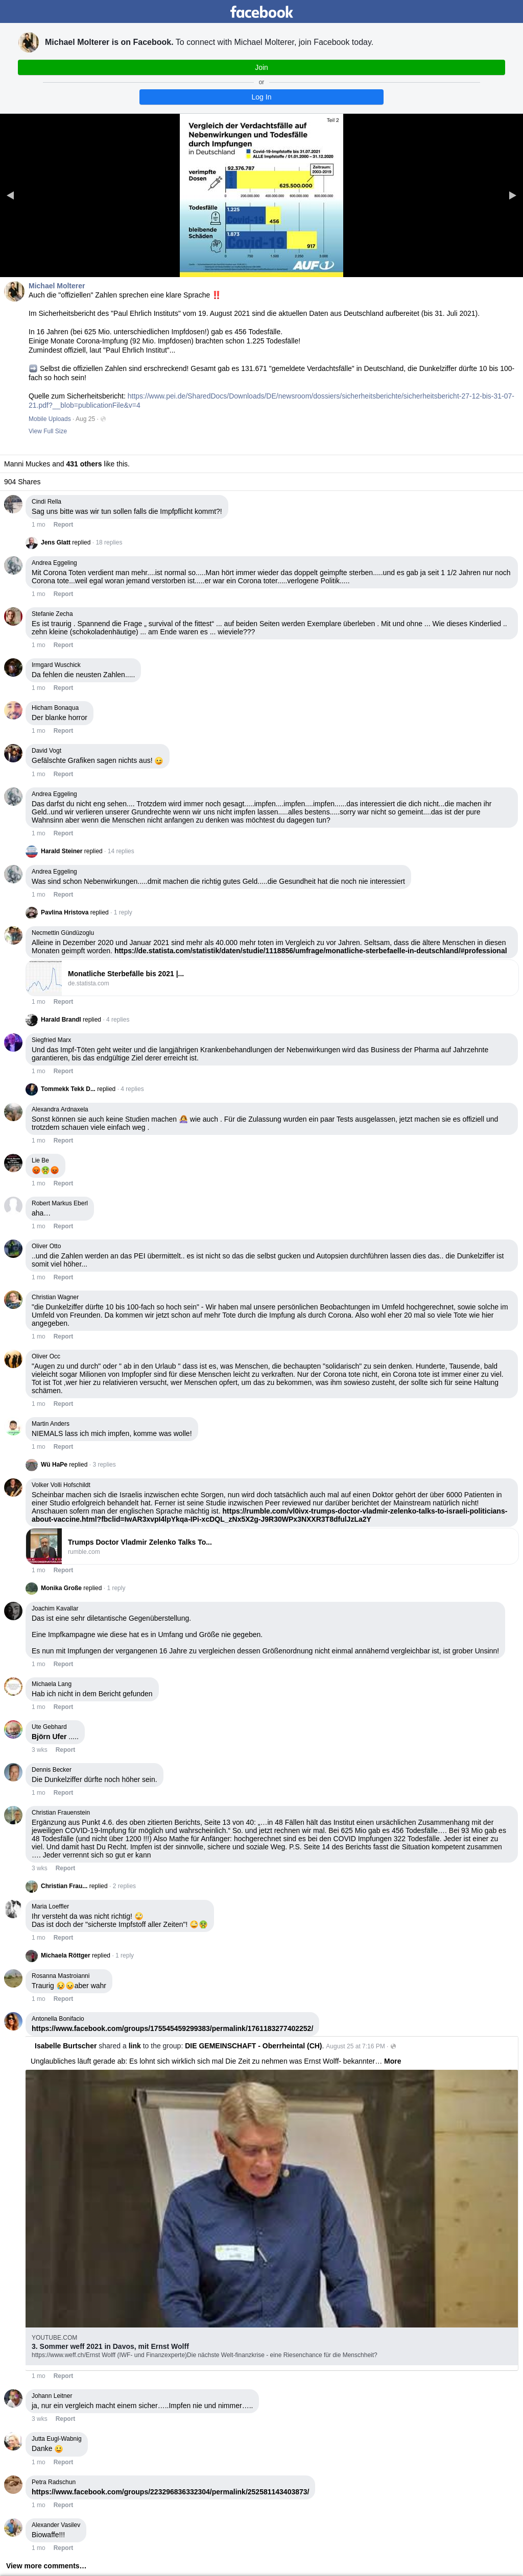 facebook
Michael Molterer is on Facebook. To connect with Michael Molterer, join Facebook today.
Join
or
Log In
Teil 2
Vergleich der Verdachtsfälle auf
Nebenwirkungen und Todesfälle
durch Impfungen
in Deutschland
Covid-19-Impfstoffe bis 31.07.2021
ALLE Impfstoffe / 01.01.2000 – 31.12.2020
verimpfte
Dosen
92.376.787
Zeitraum:
2003-2019
625.500.000
Todesfälle
1.225
Covid-19
456
bleibende
Schäden
1.873
Covid-19
917
AUF1
Michael Molterer
Auch die "offiziellen" Zahlen sprechen eine klare Sprache ‼️
Im Sicherheitsbericht des "Paul Ehrlich Instituts" vom 19. August 2021 sind die aktuellen Daten aus Deutschland aufbereitet (bis 31. Juli 2021).
In 16 Jahren (bei 625 Mio. unterschiedlichen Impfdosen!) gab es 456 Todesfälle.
Einige Monate Corona-Impfung (92 Mio. Impfdosen) brachten schon 1.225 Todesfälle!
Zumindest offiziell, laut "Paul Ehrlich Institut"...
➡️ Selbst die offiziellen Zahlen sind erschreckend! Gesamt gab es 131.671 "gemeldete Verdachtsfälle" in Deutschland, die Dunkelziffer dürfte 10 bis 100-
fach so hoch sein!
Quelle zum Sicherheitsbericht: https://www.pei.de/SharedDocs/Downloads/DE/newsroom/dossiers/sicherheitsberichte/sicherheitsbericht-27-12-bis-31-07-
21.pdf?__blob=publicationFile&v=4
Mobile Uploads · Aug 25 ·
View Full Size
Manni Muckes and 431 others like this.
904 Shares
Cindi Rella
Sag uns bitte was wir tun sollen falls die Impfpflicht kommt?!
1 mo Report
Jens Glatt replied · 18 replies
Andrea Eggeling
Mit Corona Toten verdient man mehr....ist normal so.....Man hört immer wieder das doppelt geimpfte sterben.....und es gab ja seit 1 1/2 Jahren nur noch
Corona tote...weil egal woran jemand verstorben ist.....er war ein Corona toter.....verlogene Politik.....
1 mo Report
Stefanie Zecha
Es ist traurig . Spannend die Frage „ survival of the fittest“ ... auf beiden Seiten werden Exemplare überleben . Mit und ohne ... Wie dieses Kinderlied ..
zehn kleine (schokoladenhäutige) ... am Ende waren es ... wieviele???
1 mo Report
Irmgard Wuschick
Da fehlen die neusten Zahlen.....
1 mo Report
Hicham Bonaqua
Der blanke horror
1 mo Report
David Vogt
Gefälschte Grafiken sagen nichts aus! 😉
1 mo Report
Andrea Eggeling
Das darfst du nicht eng sehen.... Trotzdem wird immer noch gesagt.....impfen....impfen....impfen......das interessiert die dich nicht...die machen ihr
Geld..und wir verlieren unserer Grundrechte wenn wir uns nicht impfen lassen.....alles bestens.....sorry war nicht so gemeint....das ist der pure
Wahnsinn aber wenn die Menschen nicht anfangen zu denken was möchtest du dagegen tun?
1 mo Report
Harald Steiner replied · 14 replies
Andrea Eggeling
Was sind schon Nebenwirkungen.....dmit machen die richtig gutes Geld.....die Gesundheit hat die noch nie interessiert
1 mo Report
Pavlina Hristova replied · 1 reply
Necmettin Gündüzoglu
Alleine in Dezember 2020 und Januar 2021 sind mehr als 40.000 mehr toten im Vergleich zu vor Jahren. Seltsam, dass die ältere Menschen in diesen
Monaten geimpft worden. https://de.statista.com/statistik/daten/studie/1118856/umfrage/monatliche-sterbefaelle-in-deutschland/#professional
Monatliche Sterbefälle bis 2021 |...
de.statista.com
1 mo Report
Harald Brandl replied · 4 replies
Siegfried Marx
Und das Impf-Töten geht weiter und die langjährigen Krankenbehandlungen der Nebenwirkungen wird das Business der Pharma auf Jahrzehnte
garantieren, bis das endgültige Ziel derer erreicht ist.
1 mo Report
Tommekk Tekk D... replied · 4 replies
Alexandra Ardnaxela
Sonst können sie auch keine Studien machen 🤷‍♀️ wie auch . Für die Zulassung wurden ein paar Tests ausgelassen, jetzt machen sie es offiziell und
trotzdem schauen viele einfach weg .
1 mo Report
Lie Be
😡🤢😡
1 mo Report
Robert Markus Eberl
aha…
1 mo Report
Oliver Otto
..und die Zahlen werden an das PEI übermittelt.. es ist nicht so das die selbst gucken und Autopsien durchführen lassen dies das.. die Dunkelziffer ist
somit viel höher...
1 mo Report
Christian Wagner
"die Dunkelziffer dürfte 10 bis 100-fach so hoch sein" - Wir haben mal unsere persönlichen Beobachtungen im Umfeld hochgerechnet, sowie solche im
Umfeld von Freunden. Da kommen wir jetzt schon auf mehr Tote durch die Impfung als durch Corona. Also wohl eher 20 mal so viele Tote wie hier
angegeben.
1 mo Report
Oliver Occ
"Augen zu und durch" oder " ab in den Urlaub " dass ist es, was Menschen, die bechaupten "solidarisch" zu sein denken. Hunderte, Tausende, bald
vieleicht sogar Milionen von Impfopfer sind für diese Menschen leicht zu verkraften. Nur der Corona tote nicht, ein Corona tote ist immer einer zu viel.
Tot ist Tot ,wer hier zu relativieren versucht, wer Menschen opfert, um das zu bekommen, was ihm sowieso zusteht, der sollte sich für seine Haltung
schämen.
1 mo Report
Martin Anders
NIEMALS lass ich mich impfen, komme was wolle!
1 mo Report
Wü HaPe replied · 3 replies
Volker Volli Hofschildt
Scheinbar machen sich die Israelis inzwischen echte Sorgen, nun wird doch tatsächlich auch mal auf einen Doktor gehört der über 6000 Patienten in
einer Studio erfolgreich behandelt hat. Ferner ist seine Studie inzwischen Peer reviewed nur darüber berichtet der Mainstream natürlich nicht!
Anschauen sofern man der englischen Sprache mächtig ist. https://rumble.com/vl0ivx-trumps-doctor-vladimir-zelenko-talks-to-israeli-politicians-
about-vaccine.html?fbclid=IwAR3xvpI4lpYkqa-IPi-xcDQL_zNx5X2g-J9R30WPx3NXXR3T8dfulJzLa2Y
Trumps Doctor Vladimir Zelenko Talks To...
rumble.com
1 mo Report
Monika Große replied · 1 reply
Joachim Kavallar
Das ist eine sehr diletantische Gegenüberstellung.
Eine Impfkampagne wie diese hat es in Umfang und Größe nie gegeben.
Es nun mit Impfungen der vergangenen 16 Jahre zu vergleichen dessen Größenordnung nicht einmal annähernd vergleichbar ist, ist grober Unsinn!
1 mo Report
Michaela Lang
Hab ich nicht in dem Bericht gefunden
1 mo Report
Ute Gebhard
Björn Ufer .....
3 wks Report
Dennis Becker
Die Dunkelziffer dürfte noch höher sein.
1 mo Report
Christian Frauenstein
Ergänzung aus Punkt 4.6. des oben zitierten Berichts, Seite 13 von 40: „…in 48 Fällen hält das Institut einen ursächlichen Zusammenhang mit der
jeweiligen COVID-19-Impfung für möglich und wahrscheinlich.“ So. und jetzt rechnen wir mal. Bei 625 Mio gab es 456 Todesfälle…. Bei 93 Mio gab es
48 Todesfälle (und nicht über 1200 !!!) Also Mathe für Anfänger: hochgerechnet sind es bei den COVID Impfungen 322 Todesfälle. Jeder ist einer zu
viel. Und damit hast Du Recht. Impfen ist der sinnvolle, sichere und soziale Weg. P.S. Seite 14 des Berichts fasst die Situation kompetent zusammen
…. Jeder verrennt sich so gut er kann
3 wks Report
Christian Frau... replied · 2 replies
Maria Loeffler
Ihr versteht da was nicht richtig! 🙄
Das ist doch der "sicherste Impfstoff aller Zeiten"! 🙄🤢
1 mo Report
Michaela Röttger replied · 1 reply
Rosanna Mastroianni
Traurig 😣😥aber wahr
1 mo Report
Antonella Bonifacio
https://www.facebook.com/groups/175545459299383/permalink/1761183277402252/
Isabelle Burtscher shared a link to the group: DIE GEMEINSCHAFT - Oberrheintal (CH). August 25 at 7:16 PM ·
Unglaubliches läuft gerade ab: Es lohnt sich wirklich sich mal Die Zeit zu nehmen was Ernst Wolff- bekannter… More
YOUTUBE.COM
3. Sommer weff 2021 in Davos, mit Ernst Wolff
https://www.weff.ch/Ernst Wolff (IWF- und Finanzexperte)Die nächste Welt-finanzkrise - eine Riesenchance für die Menschheit?
1 mo Report
Johann Leitner
ja, nur ein vergleich macht einem sicher…..Impfen nie und nimmer…..
3 wks Report
Jutta Eugl-Wabnig
Danke 😃
1 mo Report
Petra Radschun
https://www.facebook.com/groups/223296836332304/permalink/252581143403873/
1 mo Report
Alexander Vasilev
Biowaffe!!!
1 mo Report
View more comments…